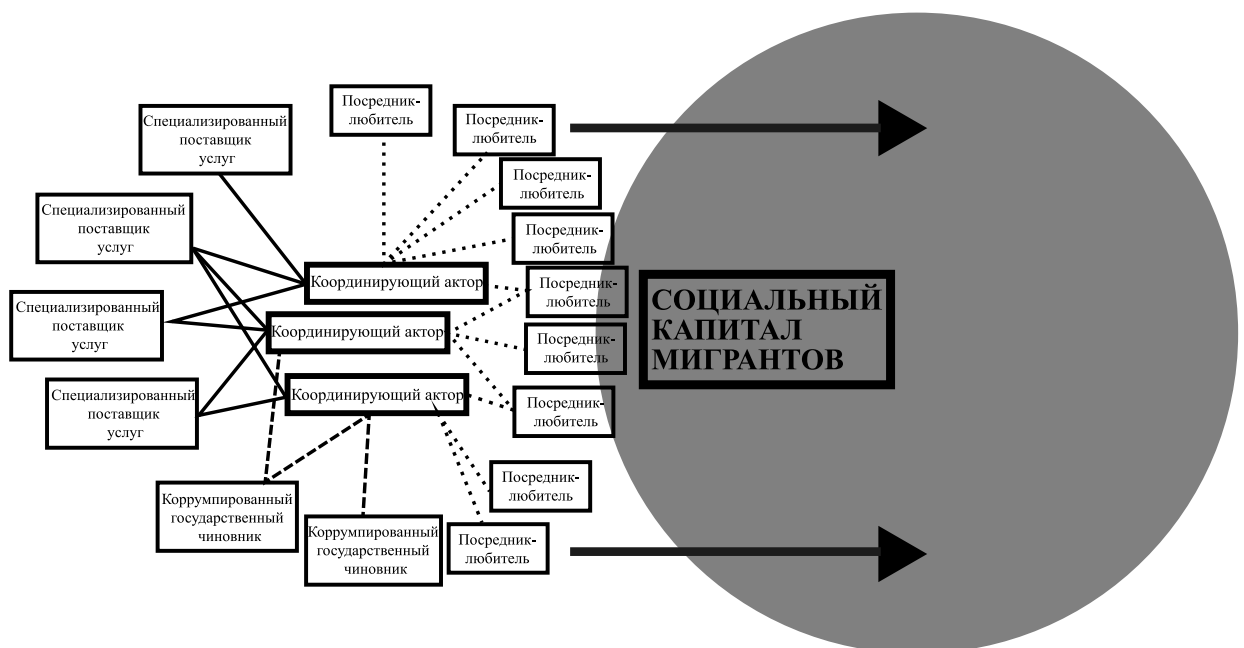 Посредник-
любитель
Посредник-
любитель
Специализированный
поставщик
услуг
Посредник-
любитель
Специализированный
поставщик
услуг
Посредник-
любитель
Координирующий актор
Посредник-
любитель
СОЦИАЛЬНЫЙ
КАПИТАЛ
МИГРАНТОВ
Специализированный
поставщик
услуг
Координирующий актор
Посредник-
любитель
Специализированный
поставщик
услуг
Координирующий актор
Посредник-
любитель
Посредник-
любитель
Коррумпированный
государственный
чиновник
Коррумпированный
государственный
чиновник
Посредник-
любитель